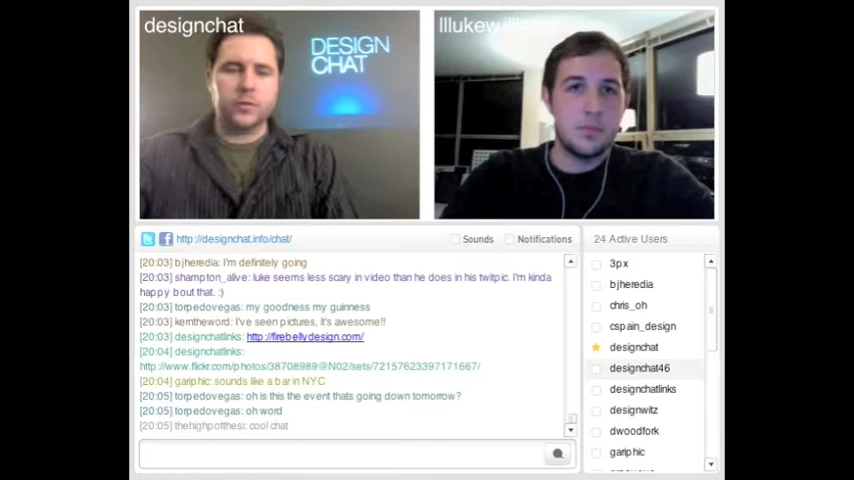 designchat
DESIGN
CHAT
http://designchat.info/chat/
Sounds
Notifications
24 Active Users
[20:03] bjheredia: I'm definitely going
[20:03] shampton_alive: luke seems less scary in video than he does in his twitpic. I'm kinda
happy bout that. :)
[20:03] torpedovegas: my goodness my guinness
[20:03] kerntheword: I've seen pictures, it's awesome!!
[20:03] designchatlinks: http://firebellydesign.com/
[20:04] designchatlinks:
http://www.flickr.com/photos/38708989@N02/sets/72157623397171667/
[20:04] gariphic: sounds like a bar in NYC
[20:05] torpedovegas: oh is this the event thats going down tomorrow?
[20:05] torpedovegas: oh word
[20:05] thehighpotthesi: cool chat
3px
bjheredia
chris_oh
cspain_design
designchat
designchat46
designchatlinks
designwitz
dwoodfork
gariphic